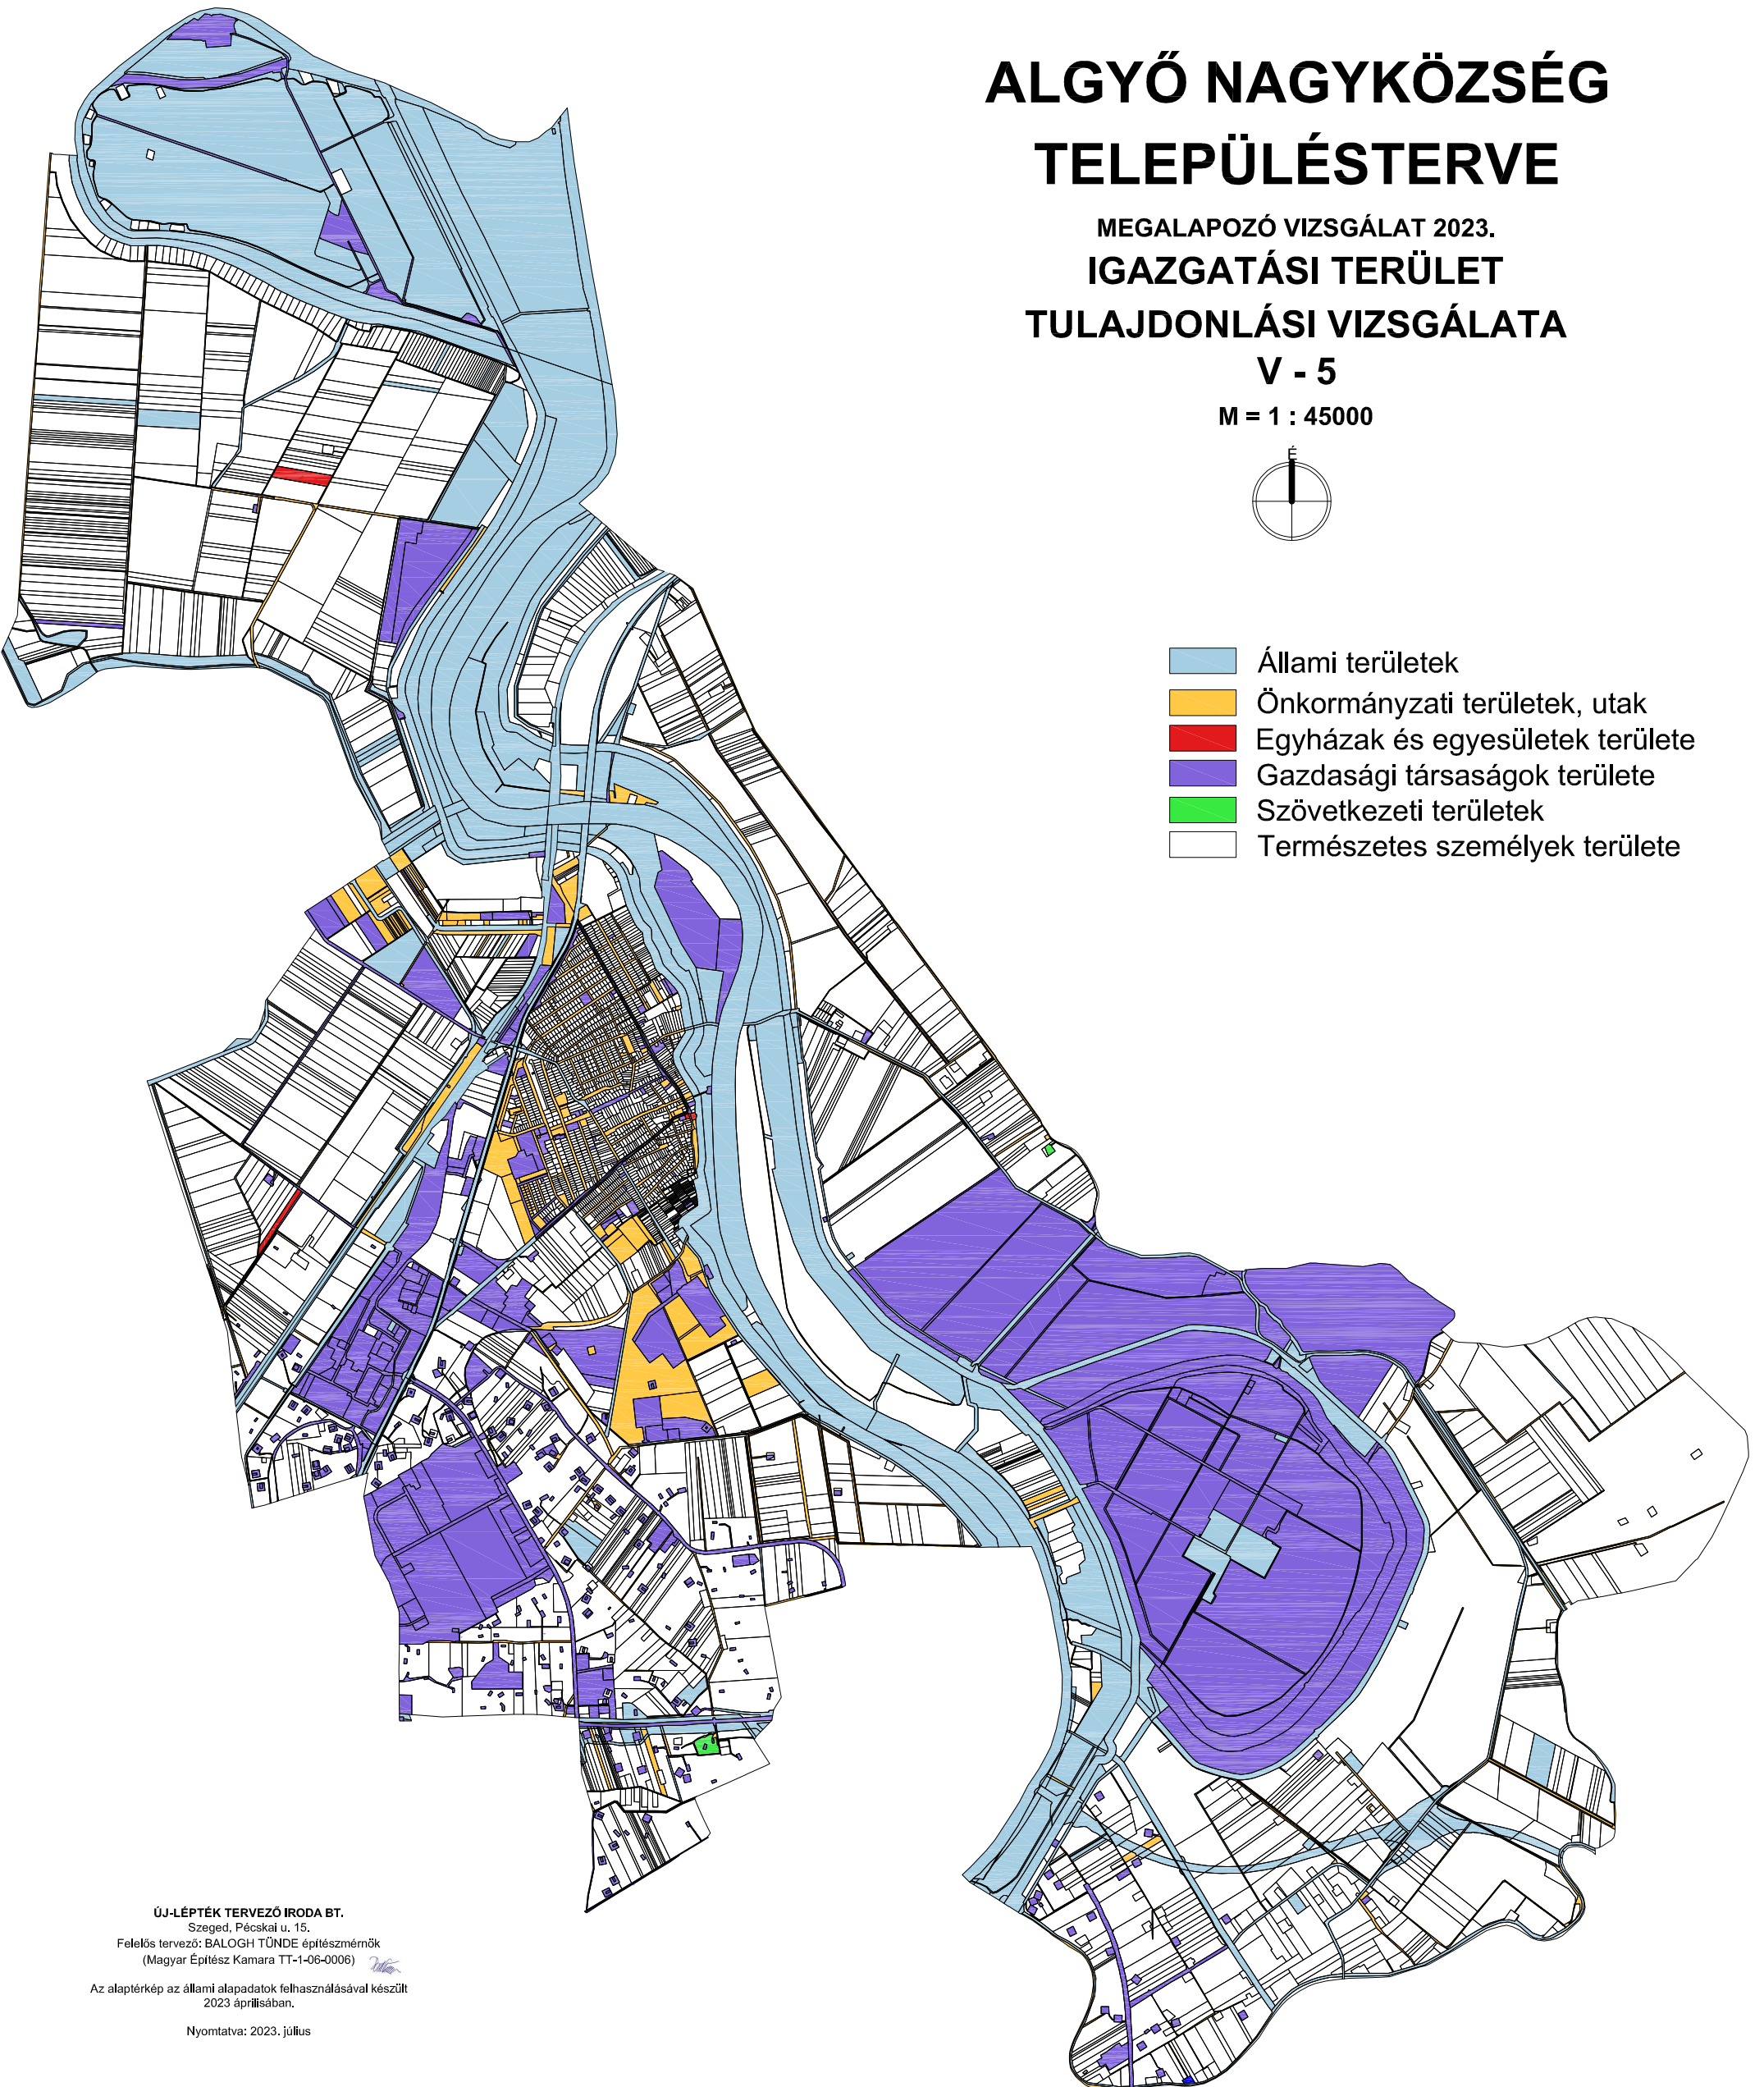 ALGYŐ NAGYKÖZSÉG
TELEPÜLÉSTERVE
MEGALAPOZÓ VIZSGÁLAT 2023.
IGAZGATÁSI TERÜLET
TULAJDONLÁSI VIZSGÁLATA
V - 5
M = 1 : 45000
É
Állami területek
Önkormányzati területek, utak
Egyházak és egyesületek területe
Gazdasági társaságok területe
Szövetkezeti területek
Természetes személyek területe
ÚJ-LÉPTÉK TERVEZŐ IRODA BT.
Szeged, Pécskai u. 15.
Felelős tervező: BALOGH TÜNDE építészmérnök
(Magyar Építész Kamara TT-1-06-0006)
Az alaptérkép az állami alapadatok felhasználásával készült
2023 áprilisában.
Nyomtatva: 2023. július